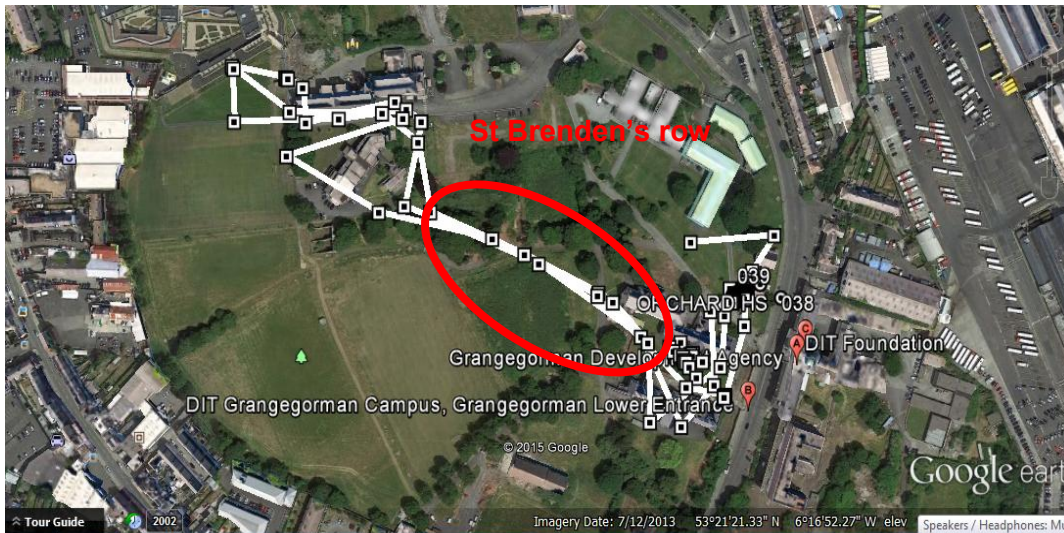 St Brenden's row
039
ORCHARD HS 038
C
A
DIT Foundation
Grangegorman Development Agency
B
DIT Grangegorman Campus, Grangegorman Lower Entrance
© 2015 Google
Google eart
Tour Guide
2002
Imagery Date: 7/12/2013 53°21'21.33" N 6°16'52.27" W elev
Speakers / Headphones: Mu